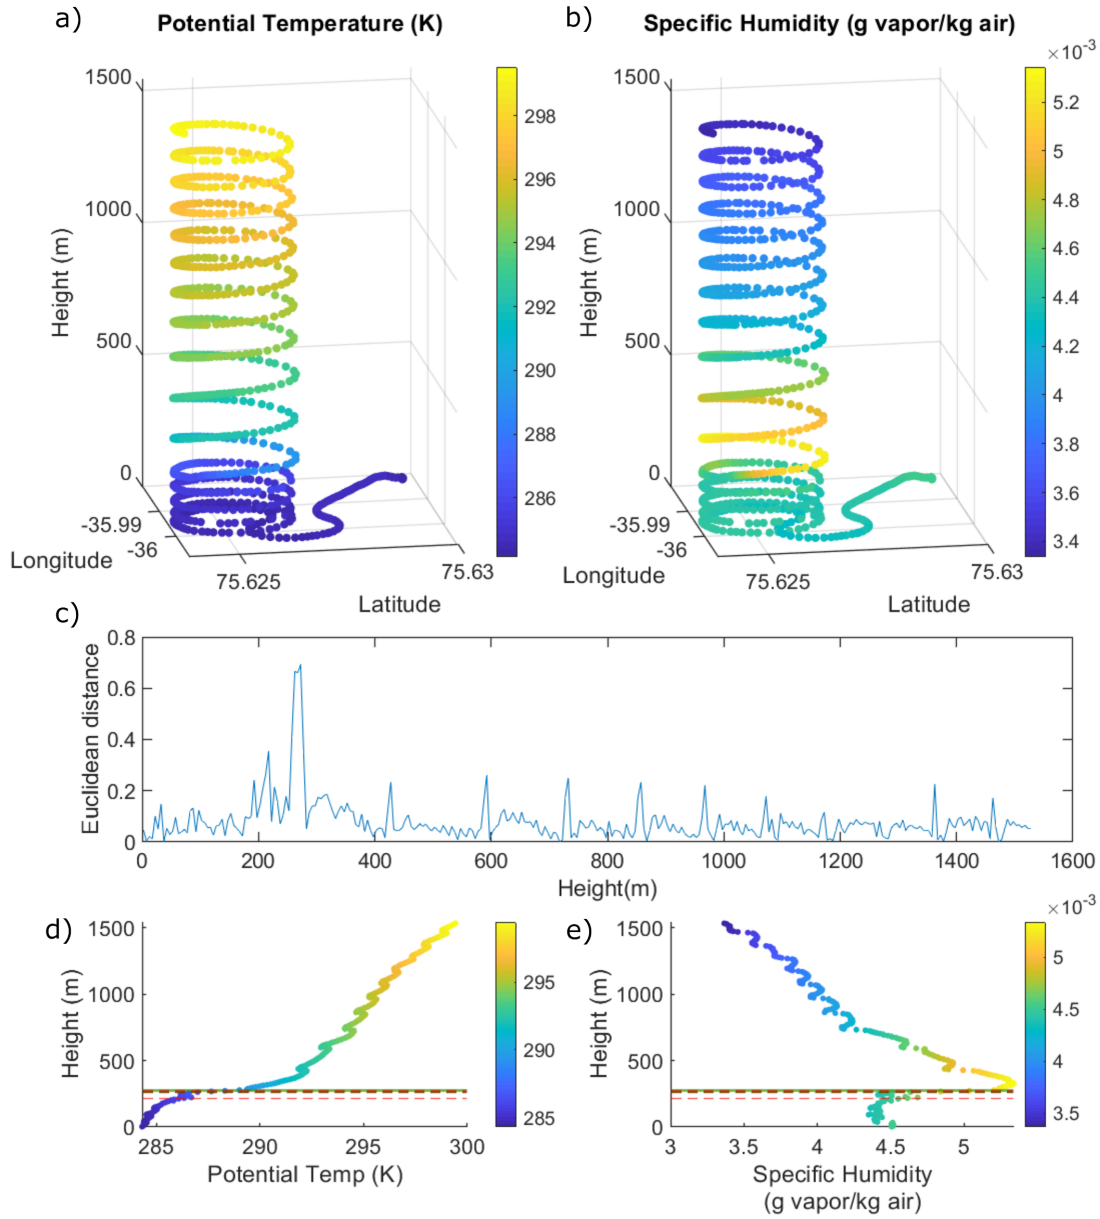 a)
Potential Temperature (K)
1500
1000
500
0
Height (m)
-35.99
-36
Longitude
75.625
75.63
Latitude
298
296
294
292
290
288
286
b)
Specific Humidity (g vapor/kg air)
×10⁻³
1500
1000
500
0
Height (m)
-35.99
-36
Longitude
75.625
75.63
Latitude
5.2
5
4.8
4.6
4.4
4.2
4
3.8
3.6
3.4
c)
0.8
0.6
0.4
0.2
0
Euclidean distance
0 200 400 600 800 1000 1200 1400 1600
Height(m)
d)
1500
1000
500
0
Height (m)
285 290 295 300
Potential Temp (K)
295
290
285
e)
×10⁻³
1500
1000
500
0
Height (m)
3 3.5 4 4.5 5
Specific Humidity
(g vapor/kg air)
5
4.5
4
3.5